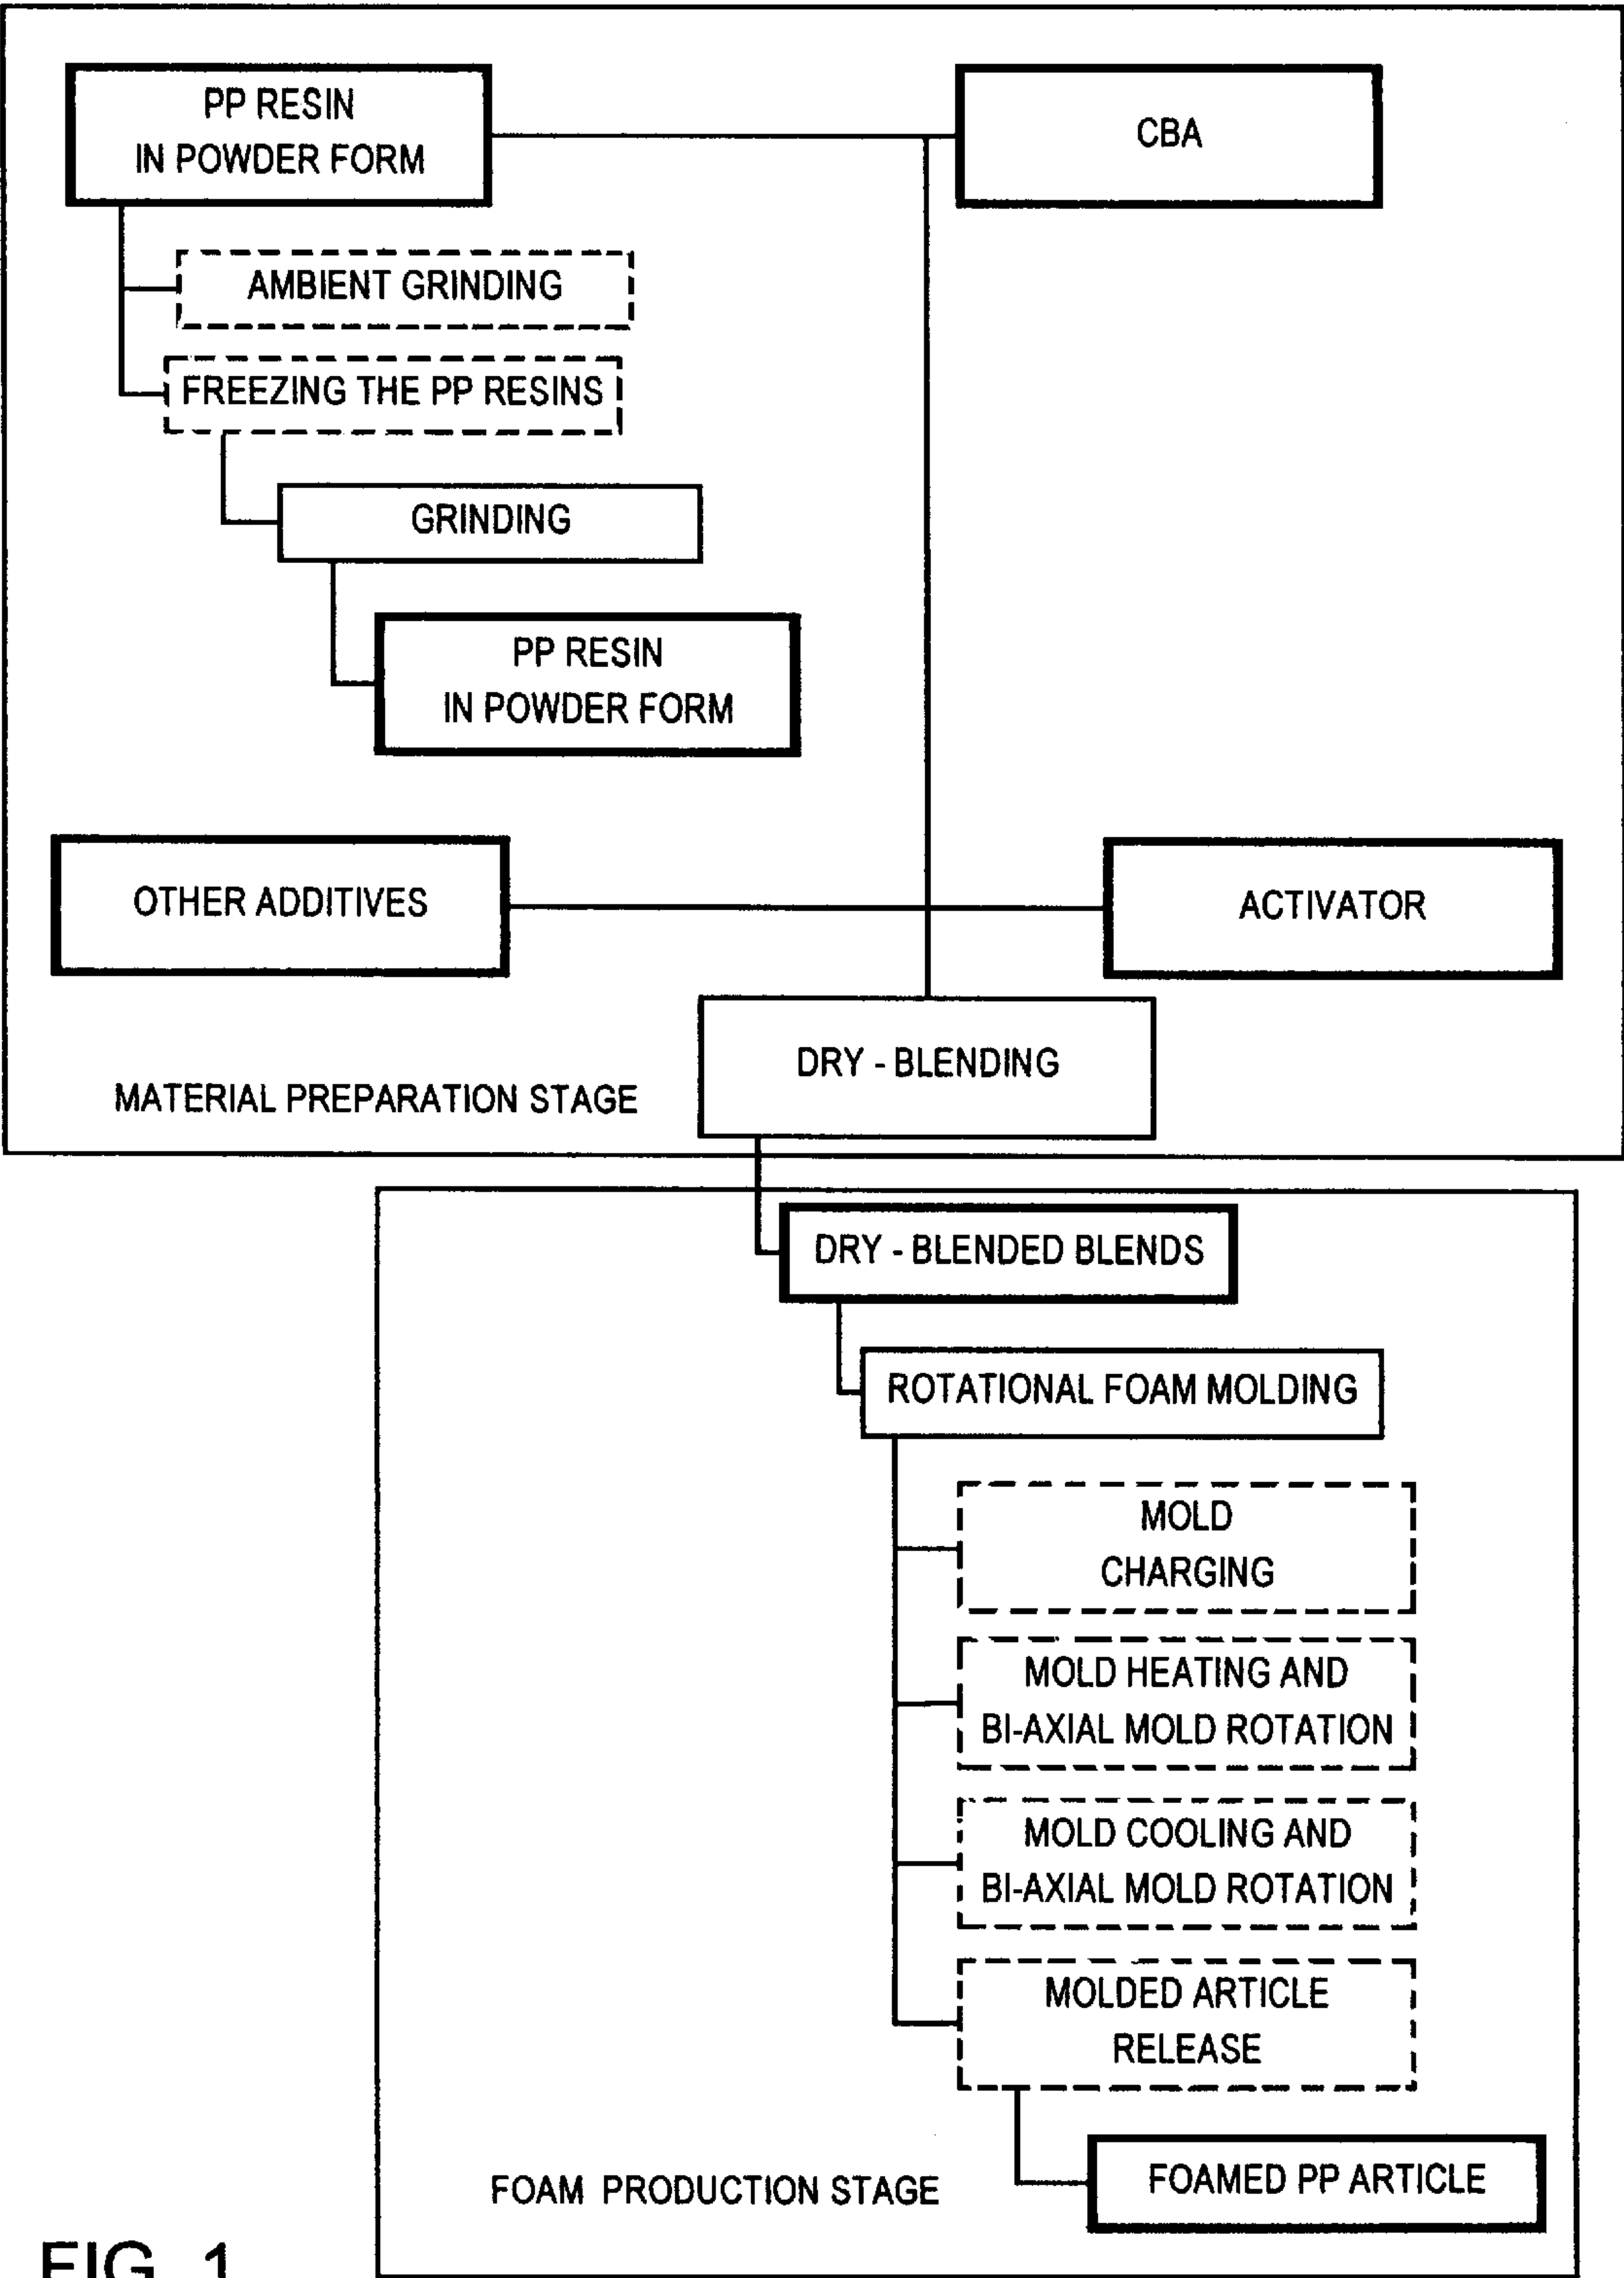 PP RESIN
IN POWDER FORM
CBA
AMBIENT GRINDING
FREEZING THE PP RESINS
GRINDING
PP RESIN
IN POWDER FORM
OTHER ADDITIVES
ACTIVATOR
DRY - BLENDING
MATERIAL PREPARATION STAGE
DRY - BLENDED BLENDS
ROTATIONAL FOAM MOLDING
MOLD
CHARGING
MOLD HEATING AND
BI-AXIAL MOLD ROTATION
MOLD COOLING AND
BI-AXIAL MOLD ROTATION
MOLDED ARTICLE
RELEASE
FOAMED PP ARTICLE
FOAM PRODUCTION STAGE
FIG. 1